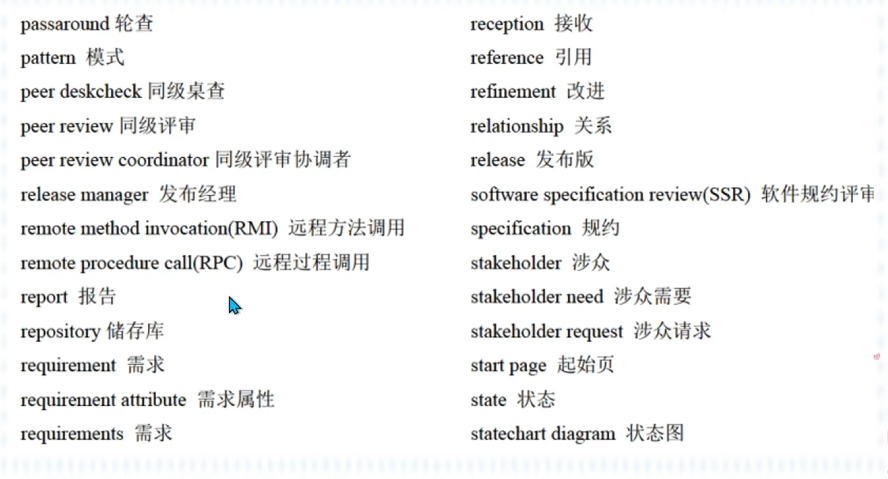 passaround 轮查
pattern 模式
peer deskcheck 同级桌查
peer review 同级评审
peer review coordinator 同级评审协调者
release manager 发布经理
remote method invocation(RMI) 远程方法调用
remote procedure call(RPC) 远程过程调用
report 报告
repository 储存库
requirement 需求
requirement attribute 需求属性
requirements 需求
reception 接收
reference 引用
refinement 改进
relationship 关系
release 发布版
software specification review(SSR) 软件规约评审
specification 规约
stakeholder 涉众
stakeholder need 涉众需要
stakeholder request 涉众请求
start page 起始页
state 状态
statechart diagram 状态图